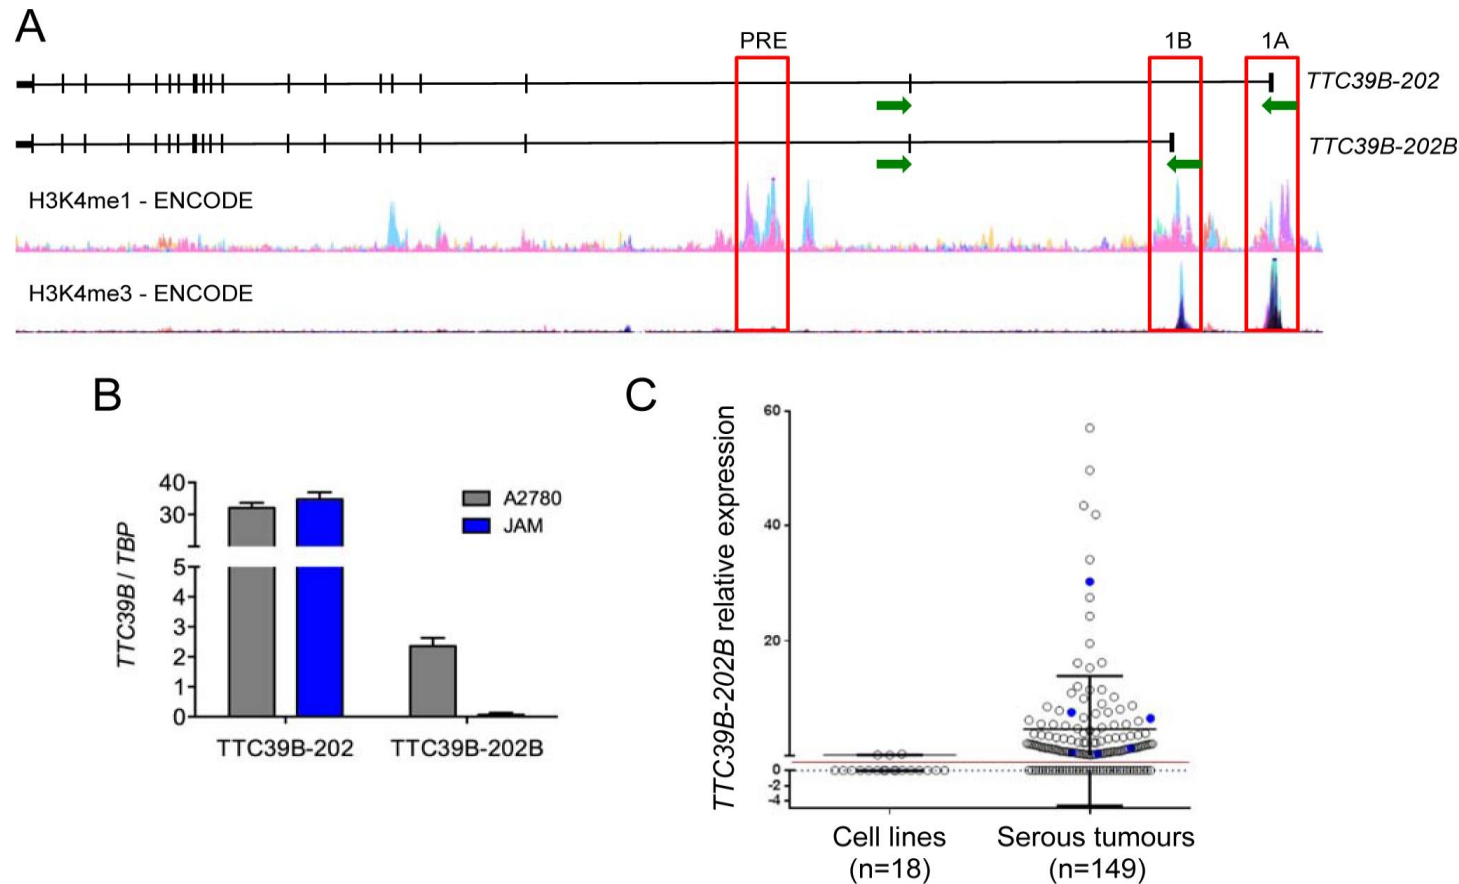 A
PRE
1B
1A
TTC39B-202
TTC39B-202B
H3K4me1 - ENCODE
H3K4me3 - ENCODE
B
TTC39B / TBP
40
30
5
4
3
2
1
0
A2780
JAM
TTC39B-202
TTC39B-202B
C
TTC39B-202B relative expression
60
40
20
0
-2
-4
Cell lines
(n=18)
Serous tumours
(n=149)